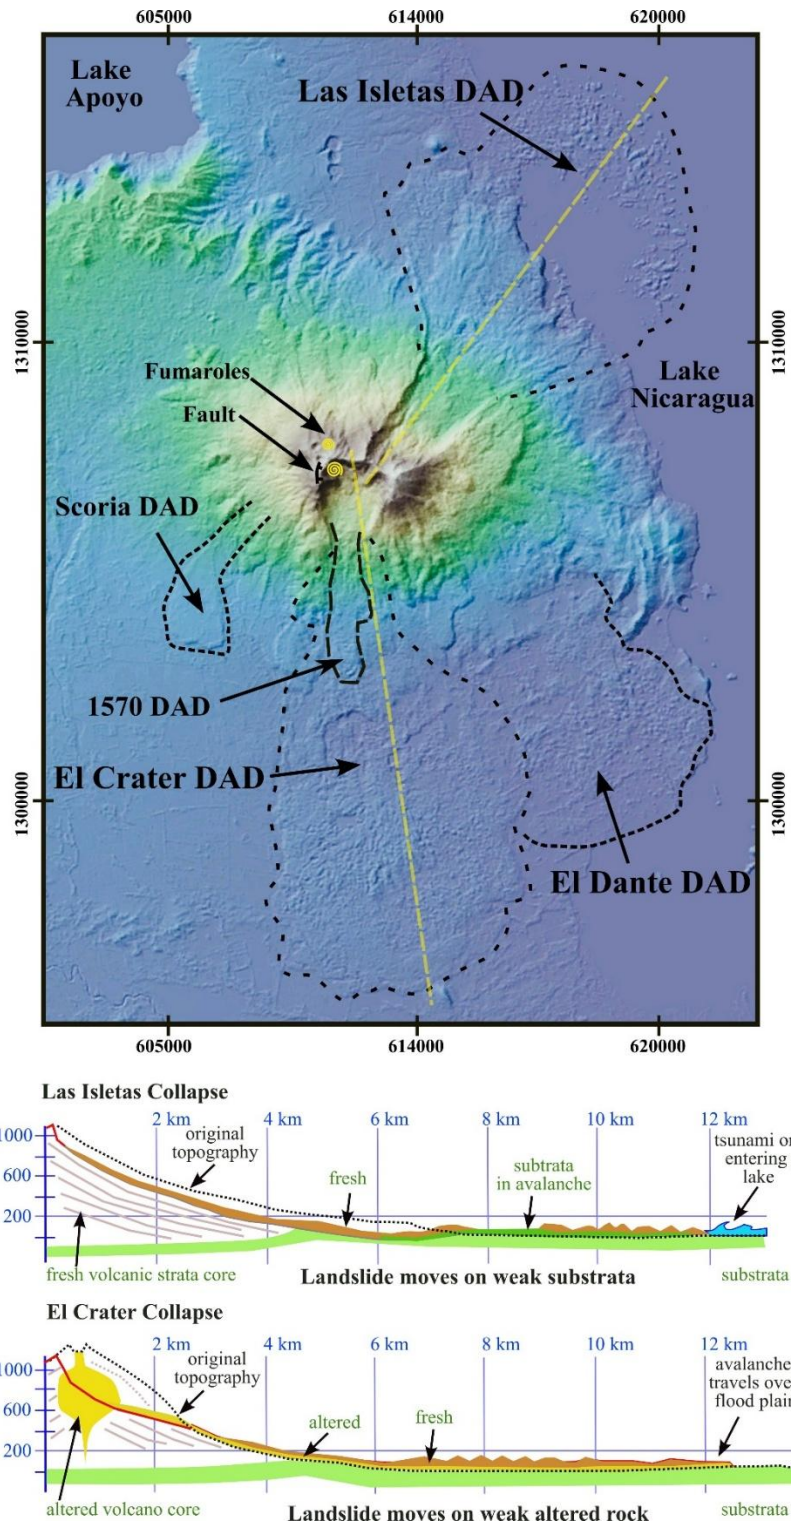 605000
614000
620000
Lake
Apoyo
Las Isletas DAD
1310000
1310000
Lake
Nicaragua
Fumaroles
Fault
Scoria DAD
1570 DAD
El Crater DAD
1300000
1300000
El Dante DAD
605000
614000
620000
Las Isletas Collapse
2 km
4 km
6 km
8 km
10 km
12 km
1000
600
200
original
topography
fresh
subtrata
in avalanche
tsunami on
entering
lake
fresh volcanic strata core
Landslide moves on weak substrata
substrata
El Crater Collapse
2 km
4 km
6 km
8 km
10 km
12 km
1000
600
200
original
topography
altered
fresh
avalanche
travels over
flood plain
altered volcano core
Landslide moves on weak altered rock
substrata